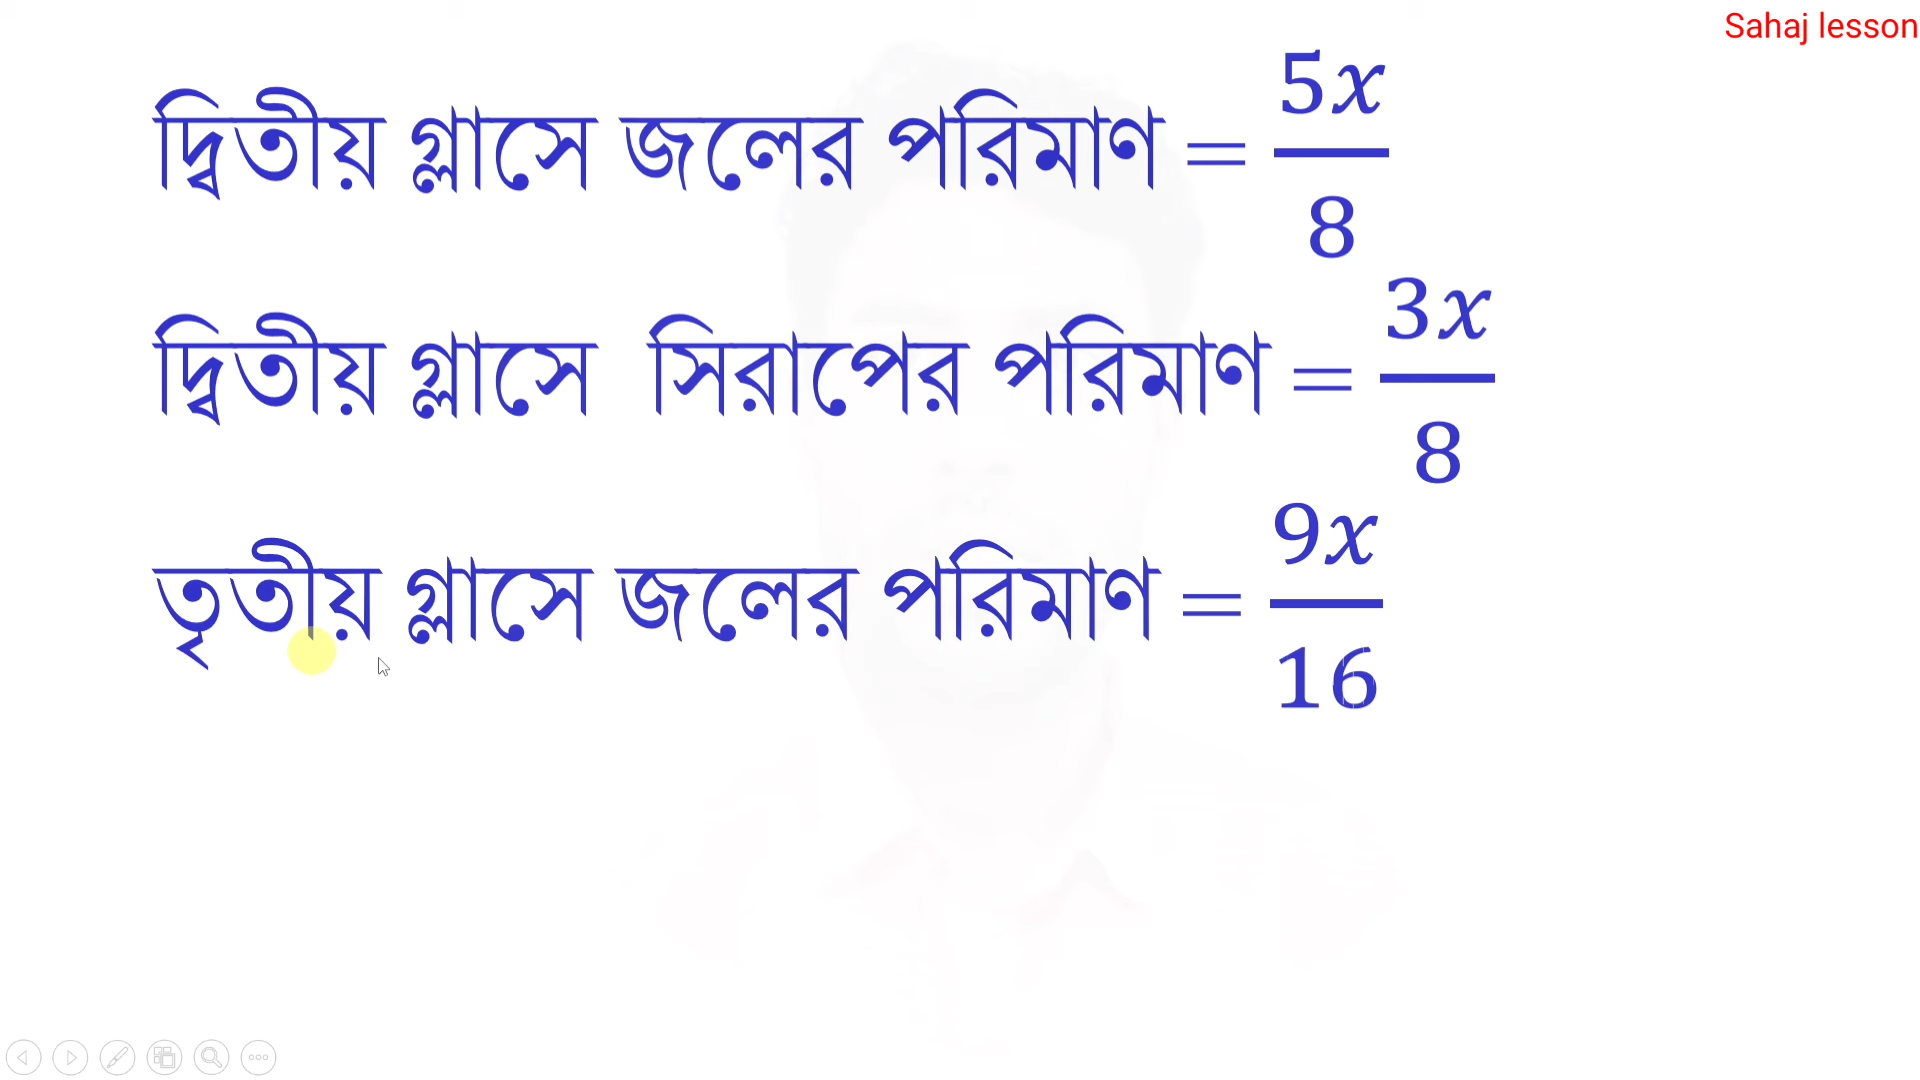 Sahaj lesson
দ্বিতীয় গ্লাসে জলের পরিমাণ = 5x/8
দ্বিতীয় গ্লাসে সিরাপের পরিমাণ = 3x/8
তৃতীয় গ্লাসে জলের পরিমাণ = 9x/16